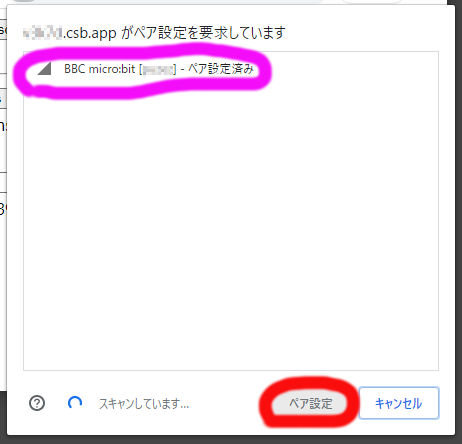 .csb.app がペア設定を要求しています
BBC micro:bit [] - ペア設定済み
スキャンしています...
ペア設定
キャンセル